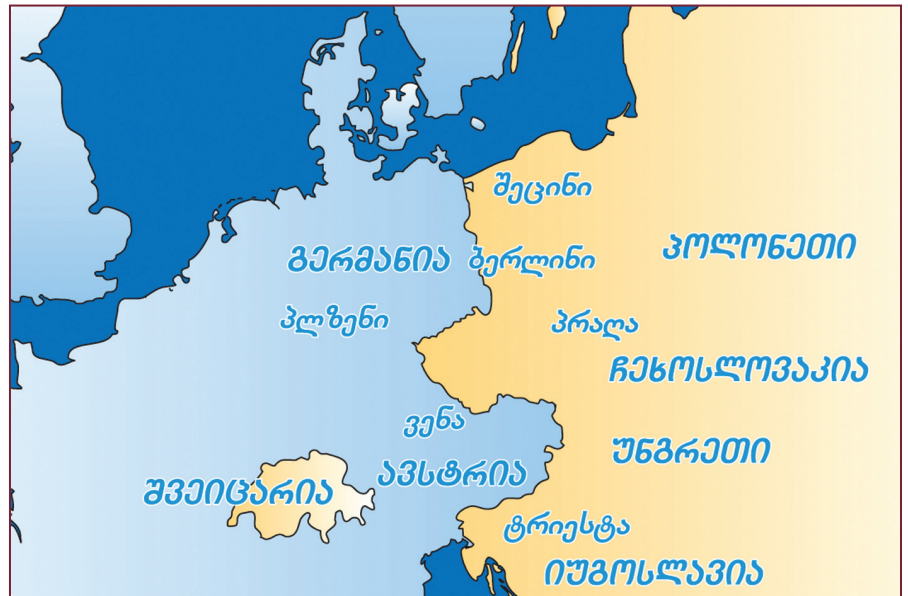 შეცინი
გერმანია
ბერლინი
პოლონეთი
პლზენი
პრაღა
ჩეხოსლოვაკია
ვენა
უნგრეთი
შვეიცარია
ავსტრია
ტრიესტა
იუგოსლავია